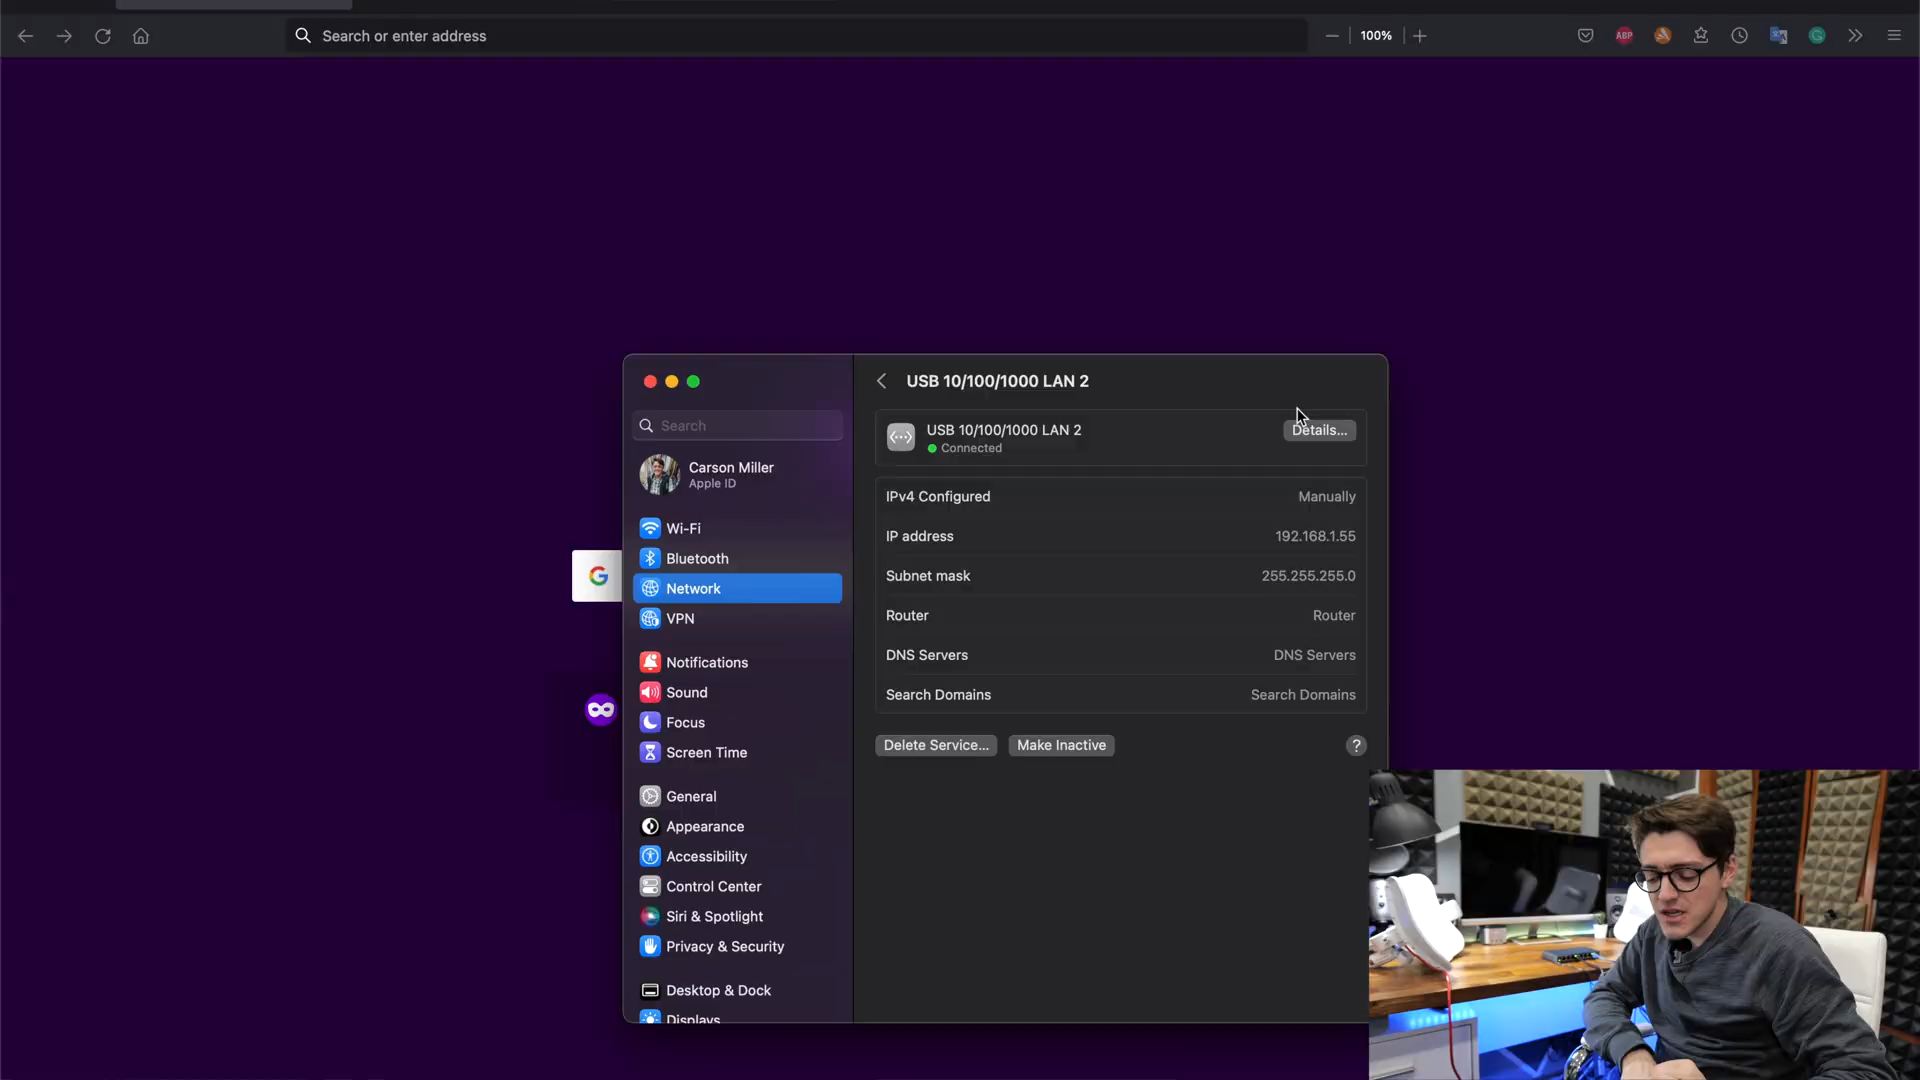 Search or enter address
100%
ABP
USB 10/100/1000 LAN 2
Search
USB 10/100/1000 LAN 2
Details...
Connected
Carson Miller
Apple ID
IPv4 Configured
Manually
Wi-Fi
IP address
192.168.1.55
Bluetooth
Subnet mask
255.255.255.0
G
Network
Router
Router
VPN
DNS Servers
DNS Servers
Notifications
Search Domains
Search Domains
Sound
Focus
Delete Service...
Make Inactive
?
Screen Time
General
Appearance
Accessibility
Control Center
Siri & Spotlight
Privacy & Security
Desktop & Dock
Displays